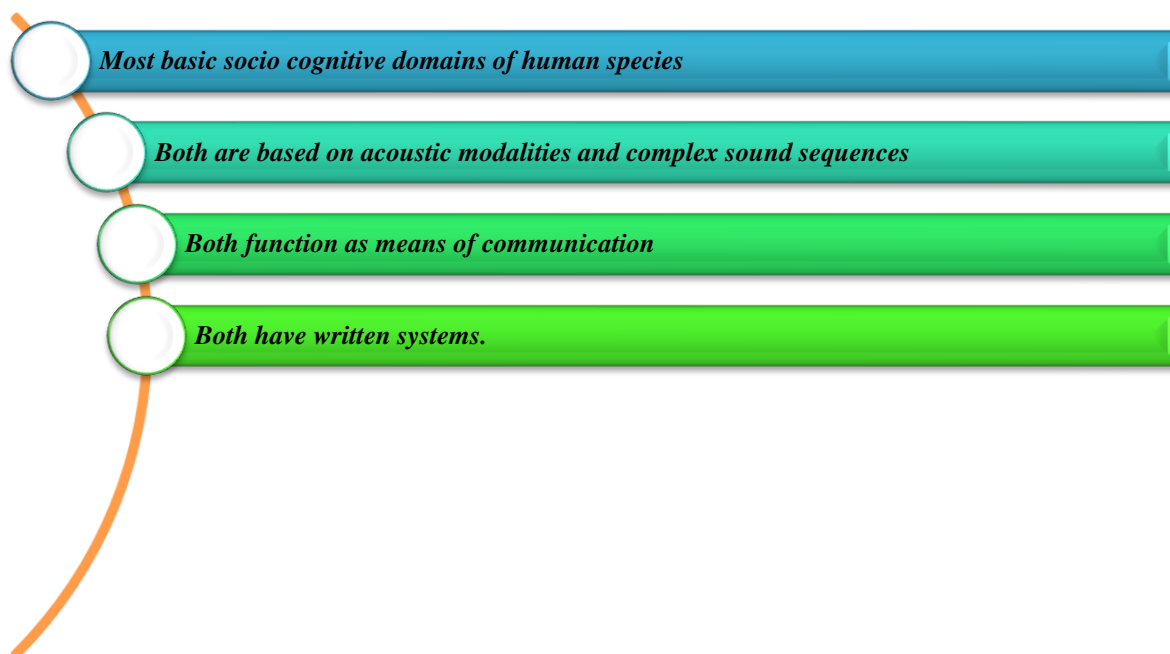 Most basic socio cognitive domains of human species
Both are based on acoustic modalities and complex sound sequences
Both function as means of communication
Both have written systems.